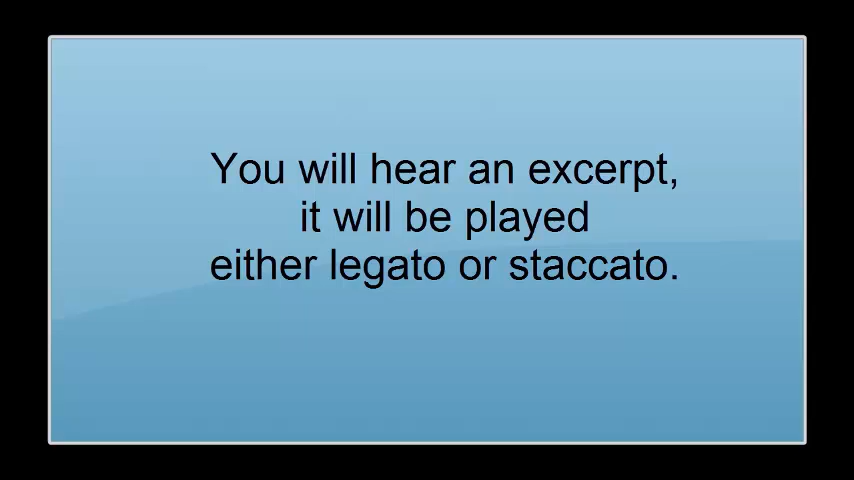 You will hear an excerpt,
it will be played
either legato or staccato.